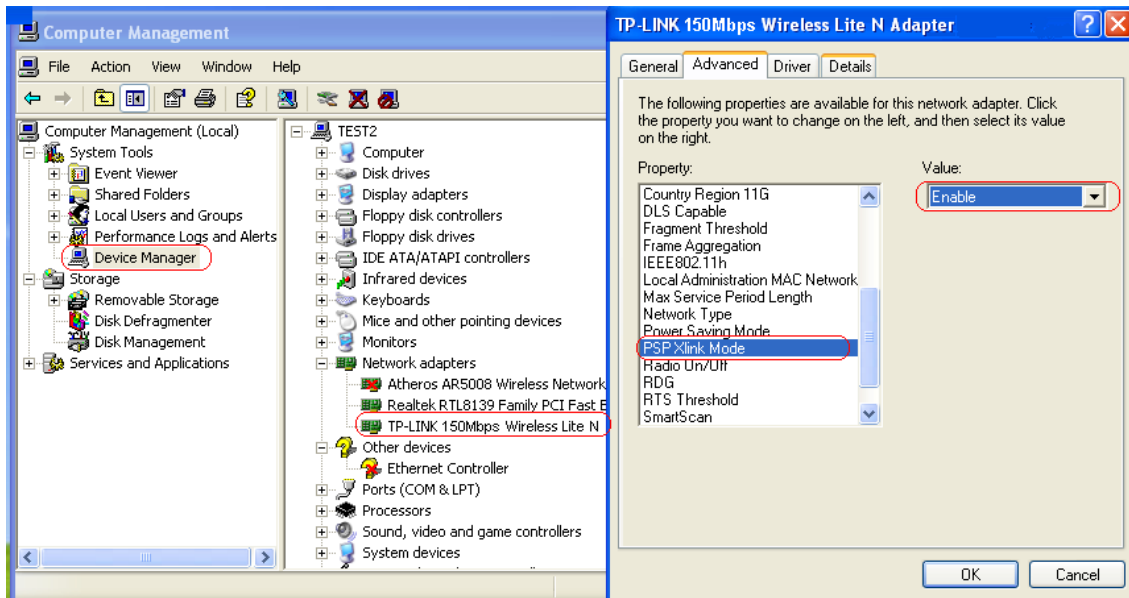 Computer Management
File Action View Window Help
Computer Management (Local)
System Tools
Event Viewer
Shared Folders
Local Users and Groups
Performance Logs and Alerts
Device Manager
Storage
Removable Storage
Disk Defragmenter
Disk Management
Services and Applications
TEST2
Computer
Disk drives
Display adapters
Floppy disk controllers
Floppy disk drives
IDE ATA/ATAPI controllers
Infrared devices
Keyboards
Mice and other pointing devices
Monitors
Network adapters
Atheros AR5008 Wireless Network
Realtek RTL8139 Family PCI Fast E
TP-LINK 150Mbps Wireless Lite N
Other devices
Ethernet Controller
Ports (COM & LPT)
Processors
Sound, video and game controllers
System devices
TP-LINK 150Mbps Wireless Lite N Adapter
General Advanced Driver Details
The following properties are available for this network adapter. Click
the property you want to change on the left, and then select its value
on the right.
Property:
Value:
Country Region 11G
DLS Capable
Fragment Threshold
Frame Aggregation
IEEE802.11h
Local Administration MAC Network
Max Service Period Length
Network Type
Power Saving Mode
PSP Xlink Mode
Radio On/Off
RDG
RTS Threshold
SmartScan
Enable
OK Cancel